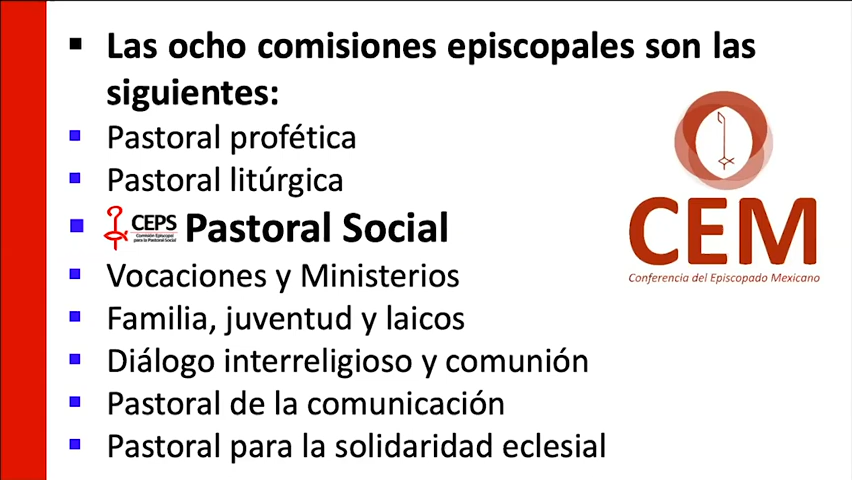 Las ocho comisiones episcopales son las
siguientes:
Pastoral profética
Pastoral litúrgica
CEPS
Comisión Episcopal
para la Pastoral Social
Pastoral Social
Vocaciones y Ministerios
Familia, juventud y laicos
Diálogo interreligioso y comunión
Pastoral de la comunicación
Pastoral para la solidaridad eclesial
CEM
Conferencia del Episcopado Mexicano